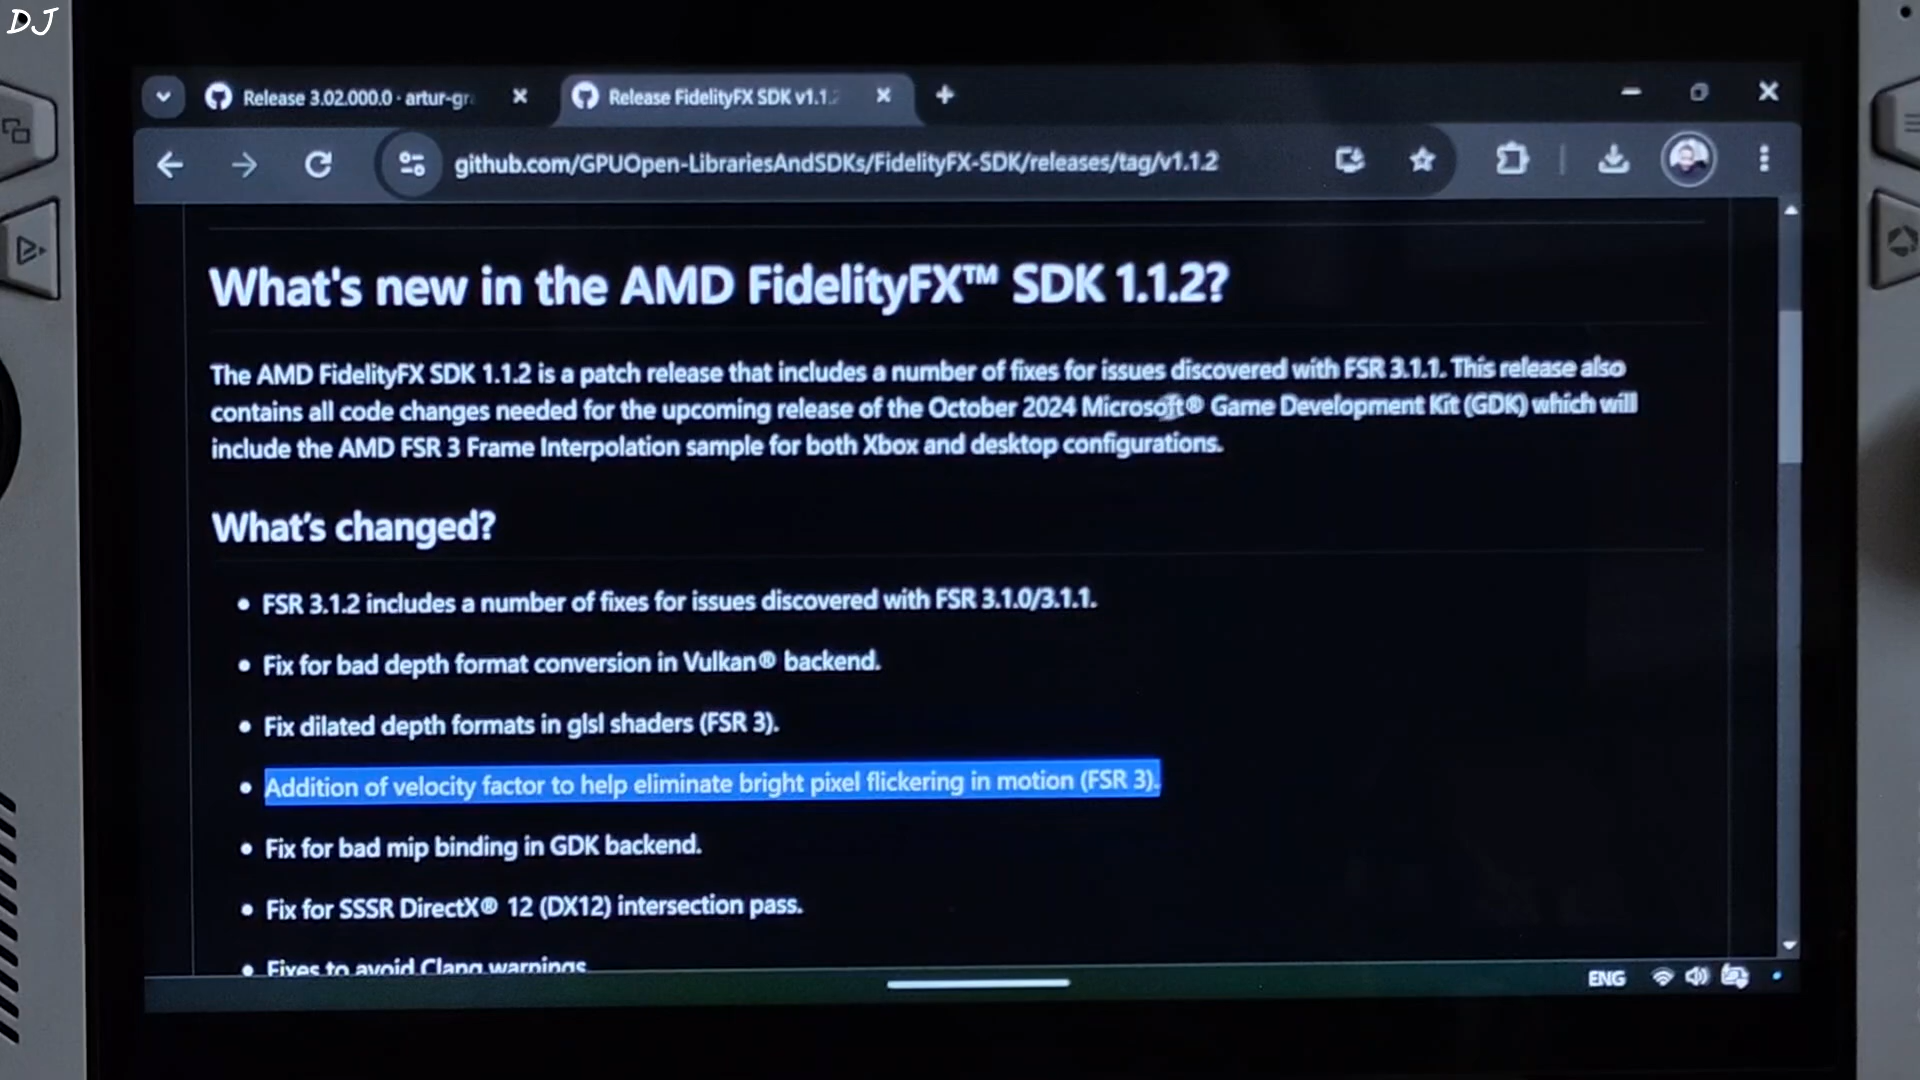 DJ
Release 3.02.000.0 · artur-gr
Release FidelityFX SDK v1.1.2
github.com/GPUOpen-LibrariesAndSDKs/FidelityFX-SDK/releases/tag/v1.1.2
What's new in the AMD FidelityFX™ SDK 1.1.2?
The AMD FidelityFX SDK 1.1.2 is a patch release that includes a number of fixes for issues discovered with FSR 3.1.1. This release also
contains all code changes needed for the upcoming release of the October 2024 Microsoft® Game Development Kit (GDK) which will
include the AMD FSR 3 Frame Interpolation sample for both Xbox and desktop configurations.
What's changed?
• FSR 3.1.2 includes a number of fixes for issues discovered with FSR 3.1.0/3.1.1.
• Fix for bad depth format conversion in Vulkan® backend.
• Fix dilated depth formats in glsl shaders (FSR 3).
• Addition of velocity factor to help eliminate bright pixel flickering in motion (FSR 3).
• Fix for bad mip binding in GDK backend.
• Fix for SSSR DirectX® 12 (DX12) intersection pass.
• Fixes to avoid Clang warnings
ENG